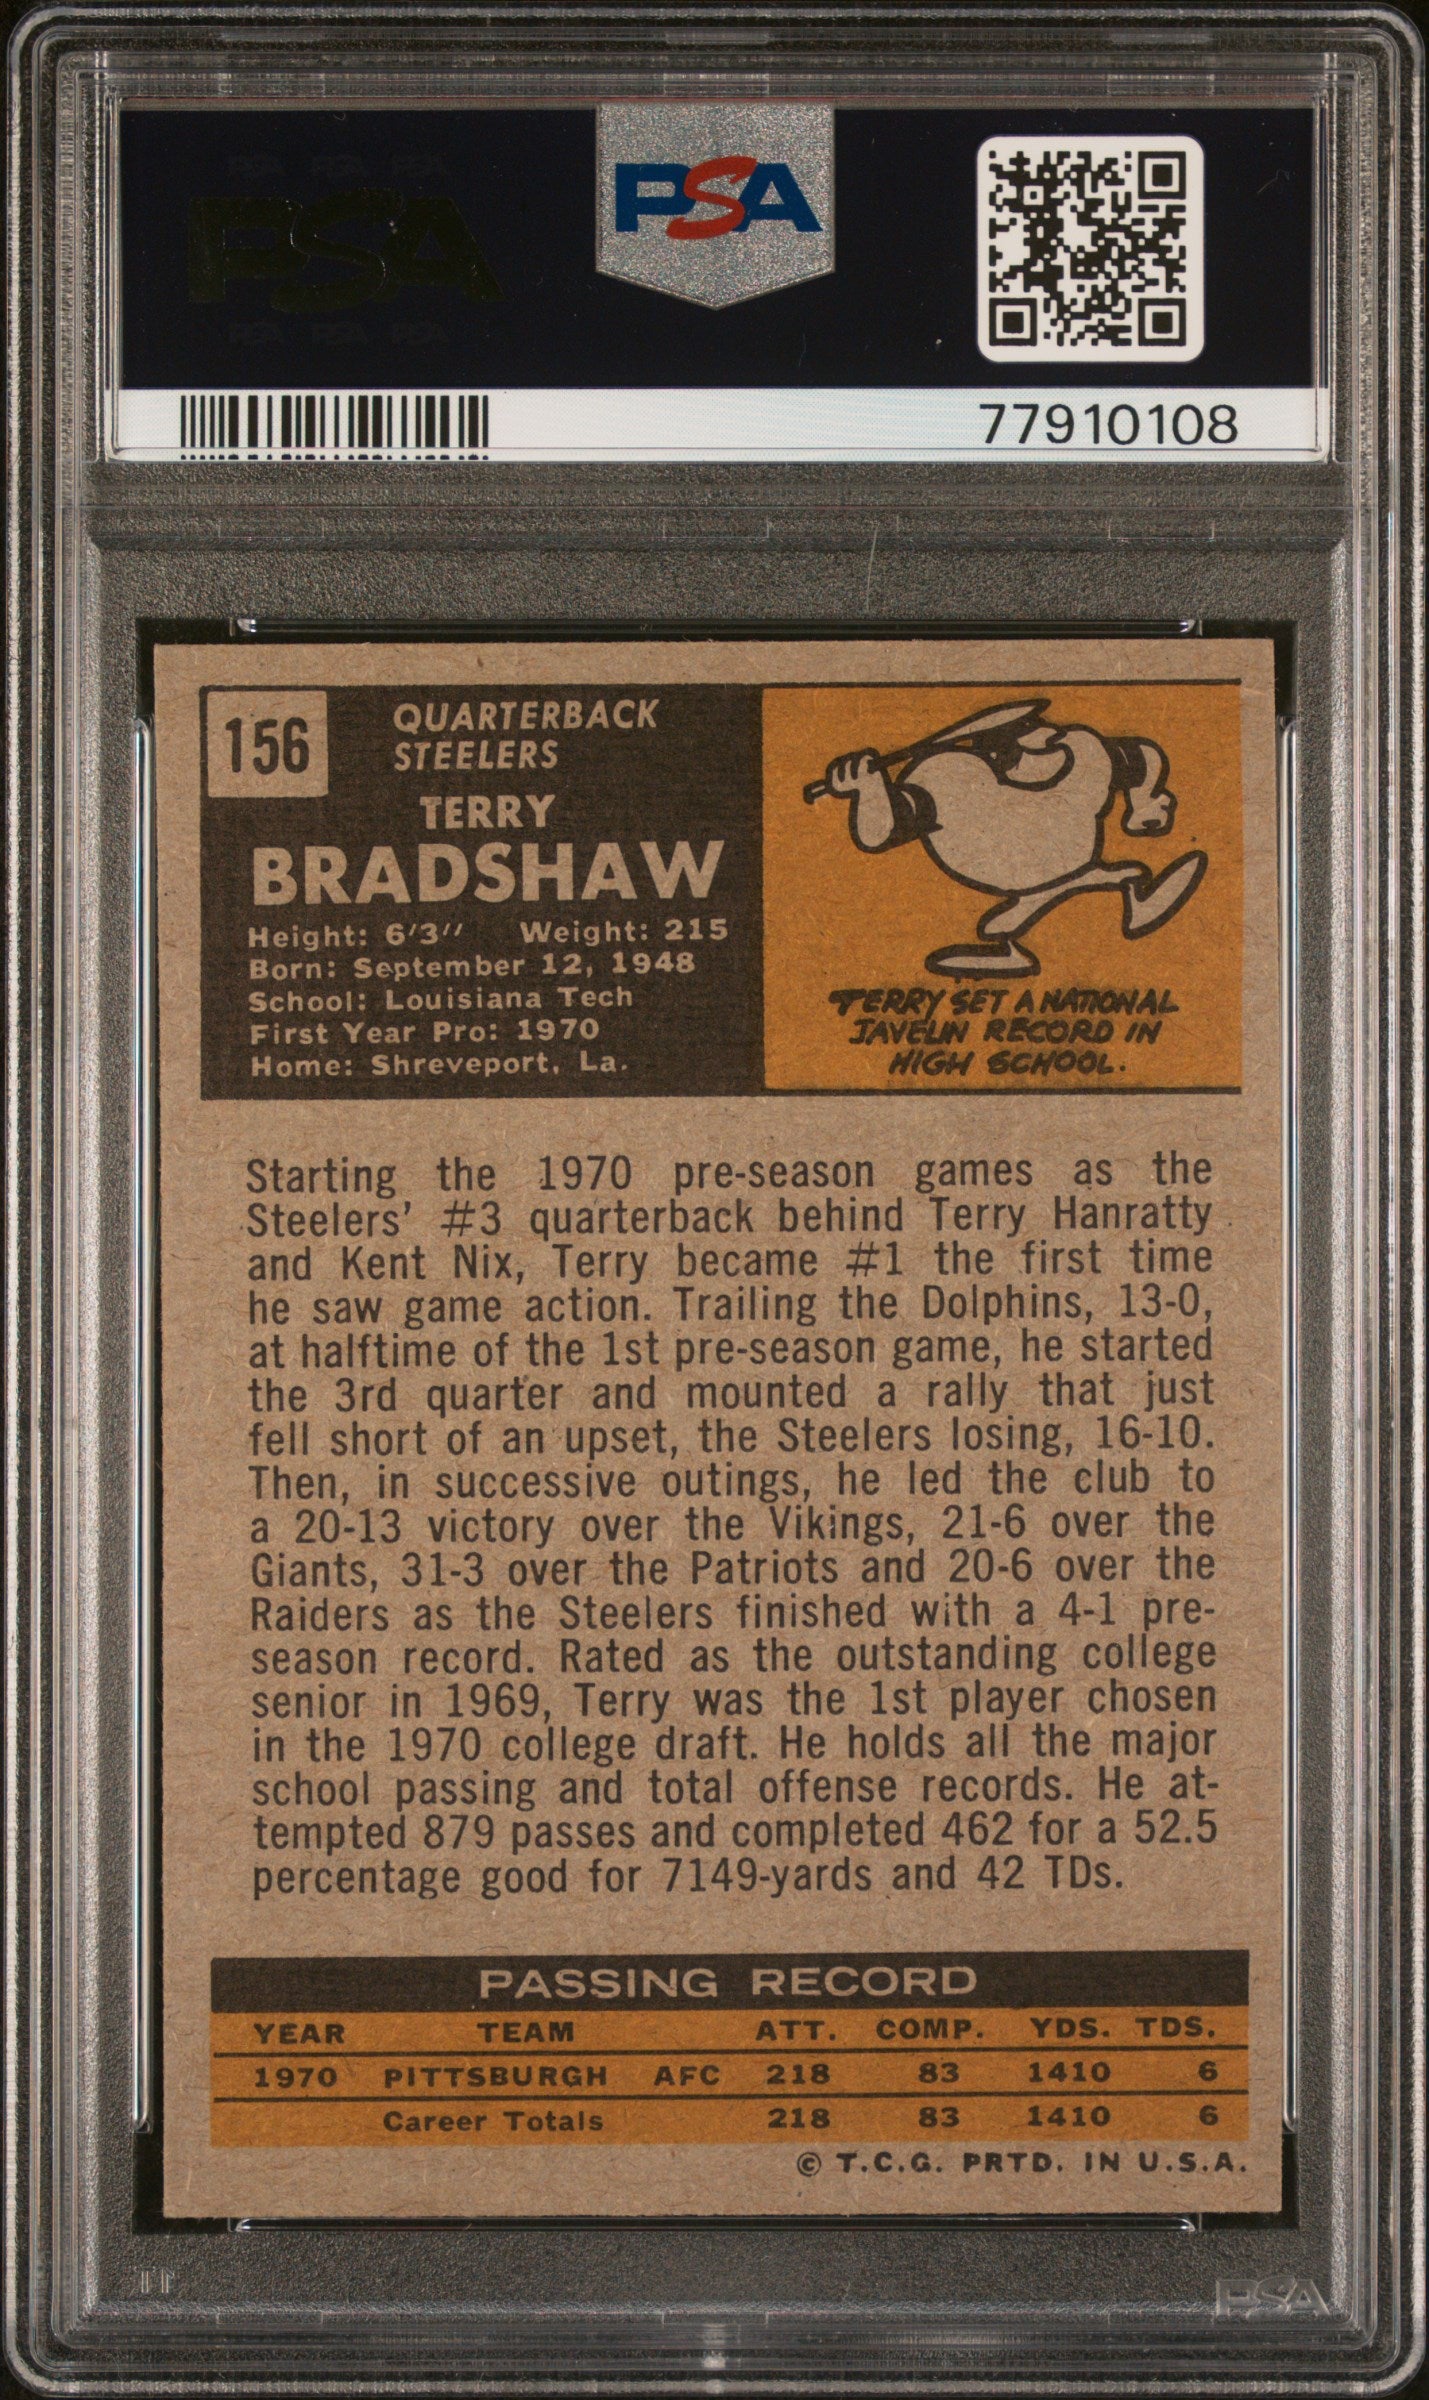 PSA PSA PSA
PSA
PSA PSA PSA
PSA
77910108
156
QUARTERBACK
STEELERS
TERRY
BRADSHAW
Height: 6'3" Weight: 215
Born: September 12, 1948
School: Louisiana Tech
First Year Pro: 1970
Home: Shreveport, La.
TERRY SET A NATIONAL
JAVELIN RECORD IN
HIGH SCHOOL.
Starting the 1970 pre-season games as the
Steelers' #3 quarterback behind Terry Hanratty
and Kent Nix, Terry became #1 the first time
he saw game action. Trailing the Dolphins, 13-0,
at halftime of the 1st pre-season game, he started
the 3rd quarter and mounted a rally that just
fell short of an upset, the Steelers losing, 16-10.
Then, in successive outings, he led the club to
a 20-13 victory over the Vikings, 21-6 over the
Giants, 31-3 over the Patriots and 20-6 over the
Raiders as the Steelers finished with a 4-1 pre-
season record. Rated as the outstanding college
senior in 1969, Terry was the 1st player chosen
in the 1970 college draft. He holds all the major
school passing and total offense records. He at-
tempted 879 passes and completed 462 for a 52.5
percentage good for 7149-yards and 42 TDs.
PASSING RECORD
YEAR TEAM ATT. COMP. YDS. TDS.
1970 PITTSBURGH AFC 218 83 1410 6
Career Totals 218 83 1410 6
© T.C.G. PRTD. IN U.S.A.
TT
PSA